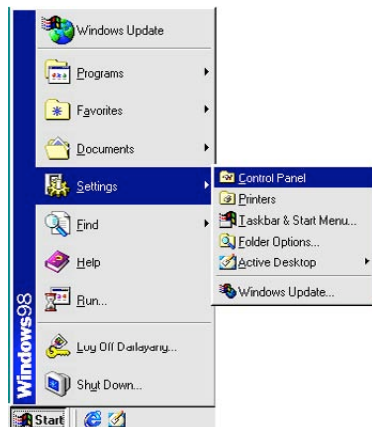 Windows Update
Programs
Favorites
Documents
Settings
Control Panel
Printers
Taskbar & Start Menu...
Folder Options...
Active Desktop
Windows Update...
Find
Help
Run...
Log Off Dailayang...
Shut Down...
Windows98
Start